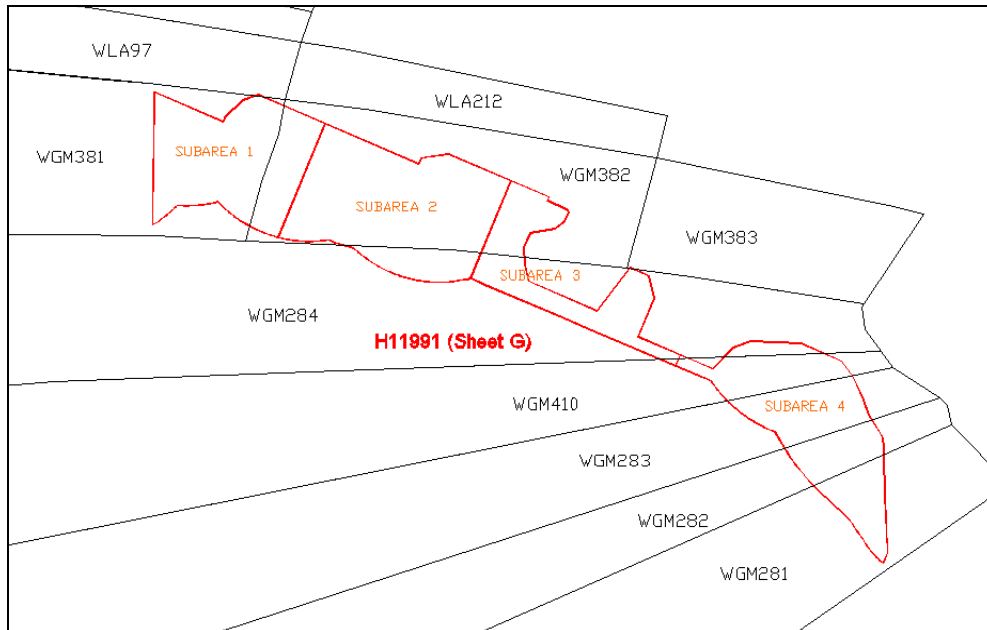 WLA97
WLA212
WGM381
SUBAREA 1
WGM382
SUBAREA 2
WGM383
SUBAREA 3
WGM284
H11991 (Sheet G)
WGM410
SUBAREA 4
WGM283
WGM282
WGM281